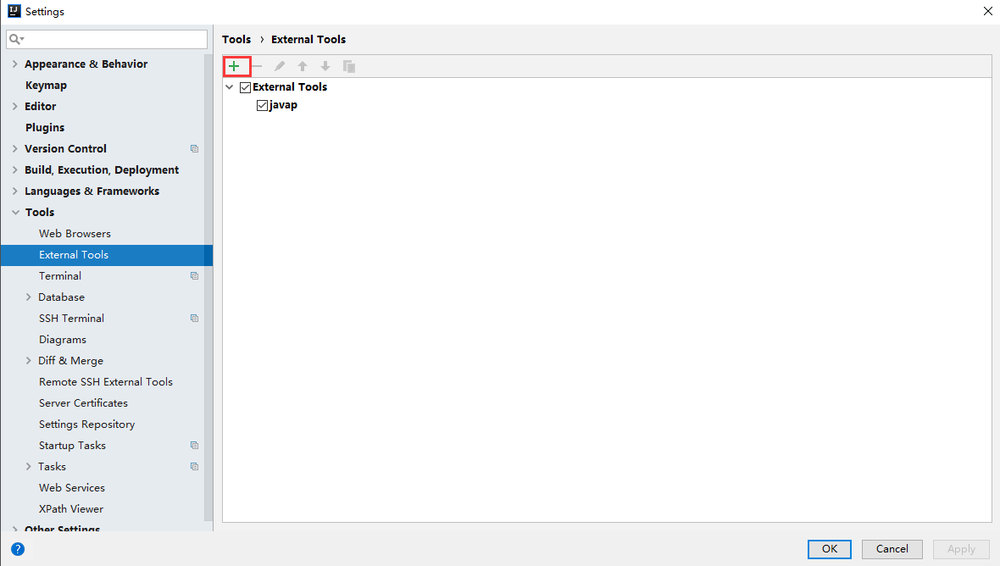 IJ Settings
Tools › External Tools
Appearance & Behavior
Keymap
Editor
Plugins
Version Control
Build, Execution, Deployment
Languages & Frameworks
Tools
Web Browsers
External Tools
Terminal
Database
SSH Terminal
Diagrams
Diff & Merge
Remote SSH External Tools
Server Certificates
Settings Repository
Startup Tasks
Tasks
Web Services
XPath Viewer
Other Settings
External Tools
javap
?
OK
Cancel
Apply